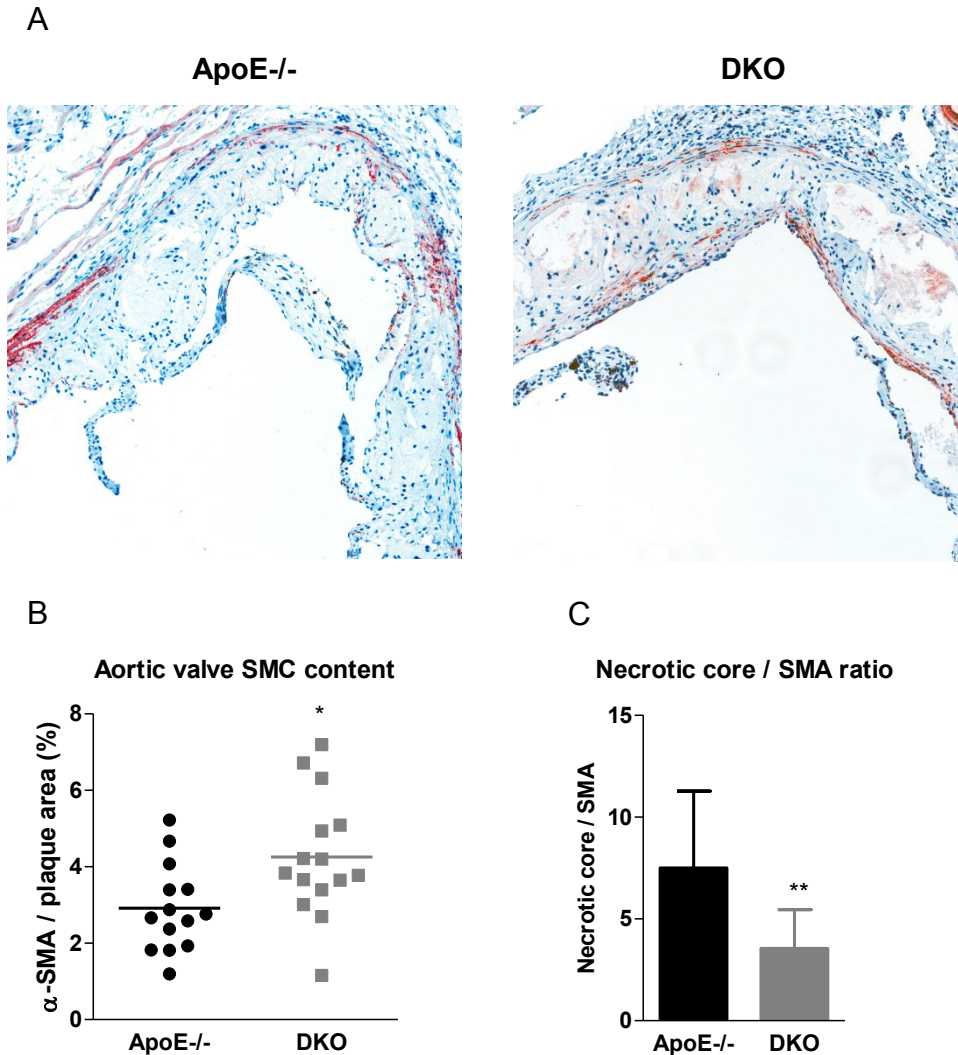 A
ApoE-/-
DKO
B
Aortic valve SMC content
α-SMA / plaque area (%)
8
6
4
2
0
*
ApoE-/-
DKO
C
Necrotic core / SMA ratio
Necrotic core / SMA
15
10
5
0
**
ApoE-/-
DKO